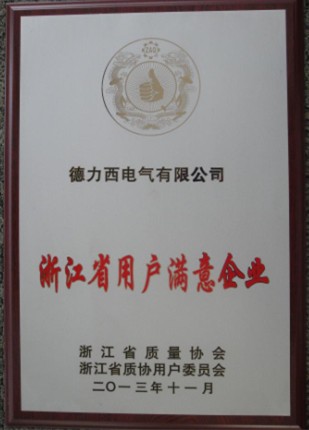 德力西电气有限公司
浙江省用户满意企业
浙江省质量协会
浙江省质协用户委员会
二〇一三年十一月